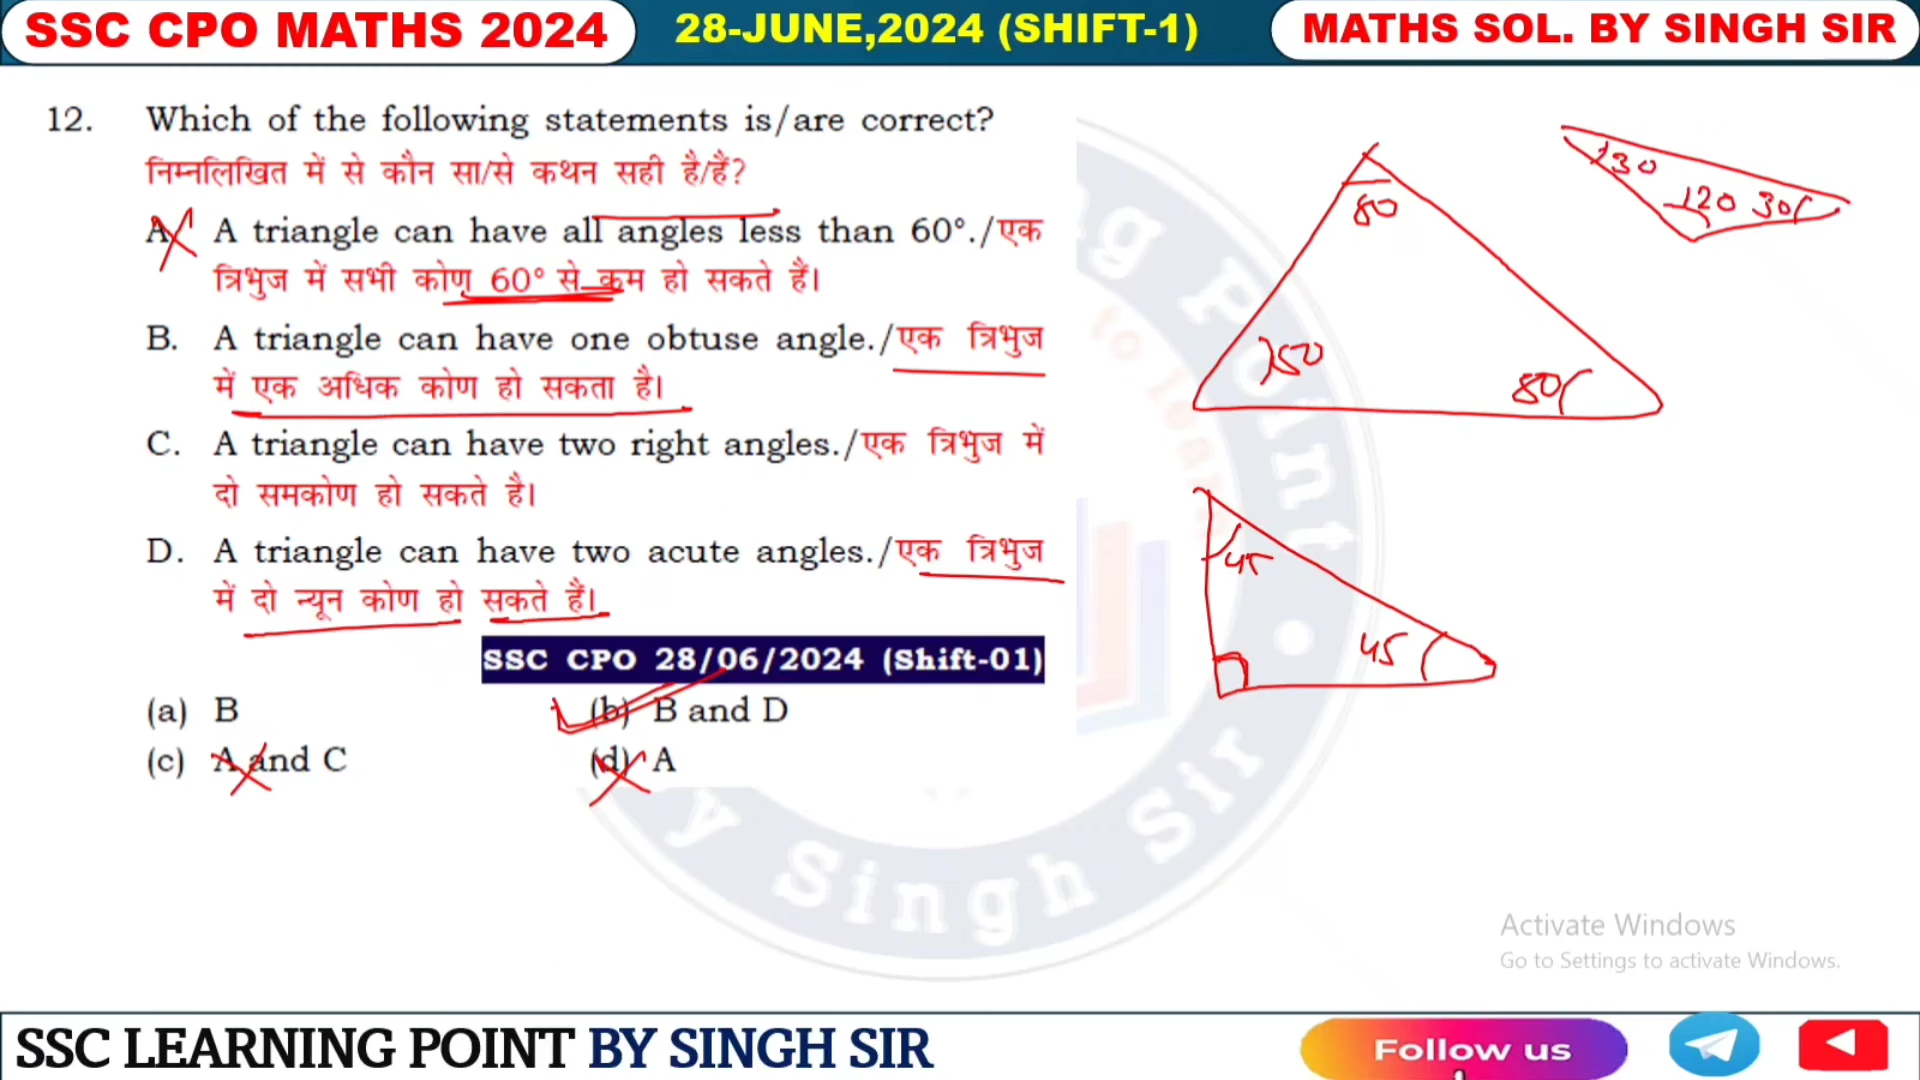 SSC CPO MATHS 2024
28-JUNE,2024 (SHIFT-1)
MATHS SOL. BY SINGH SIR
12. Which of the following statements is/are correct?
निम्नलिखित में से कौन सा/से कथन सही है/हैं?
A. A triangle can have all angles less than 60°./एक
त्रिभुज में सभी कोण 60° से कम हो सकते हैं।
B. A triangle can have one obtuse angle./एक त्रिभुज
में एक अधिक कोण हो सकता है।
C. A triangle can have two right angles./एक त्रिभुज में
दो समकोण हो सकते है।
D. A triangle can have two acute angles./एक त्रिभुज
में दो न्यून कोण हो सकते हैं।
SSC CPO 28/06/2024 (Shift-01)
(a) B (b) B and D
(c) A and C (d) A
80
80
130
120 30
45
45
Point
by Singh Sir
Activate Windows
Go to Settings to activate Windows.
SSC LEARNING POINT BY SINGH SIR
Follow us